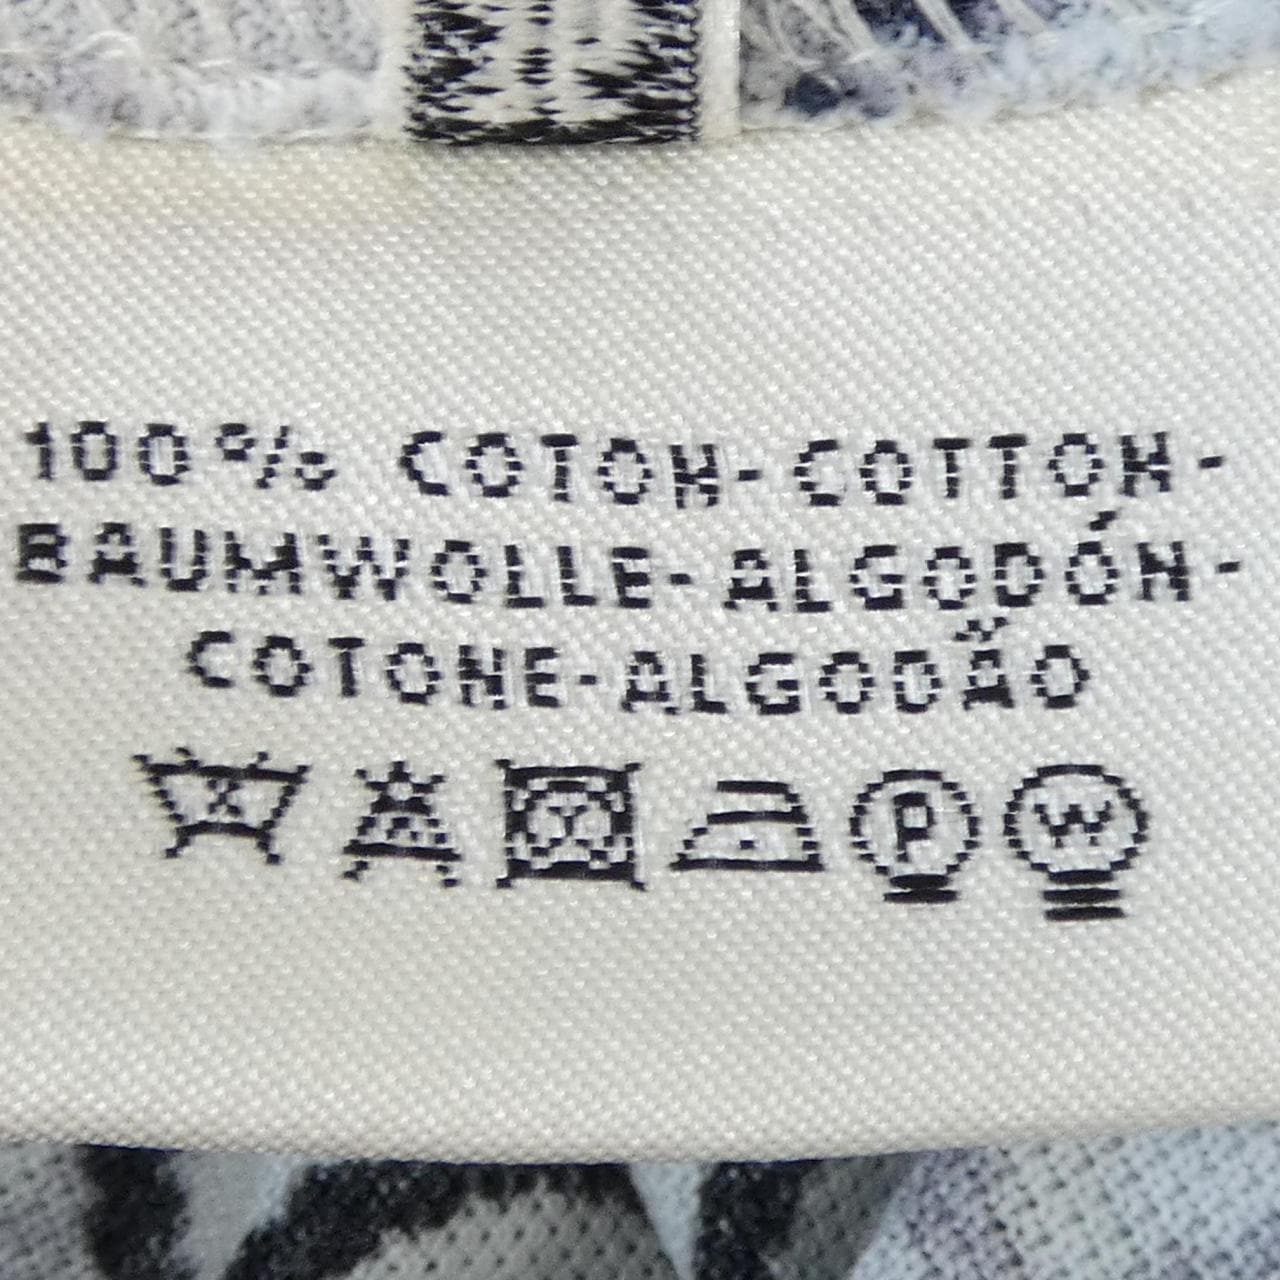 100% COTON-COTTON-
BAUMWOLLE-ALGODÓN-
COTONE-ALGODÃO
P W